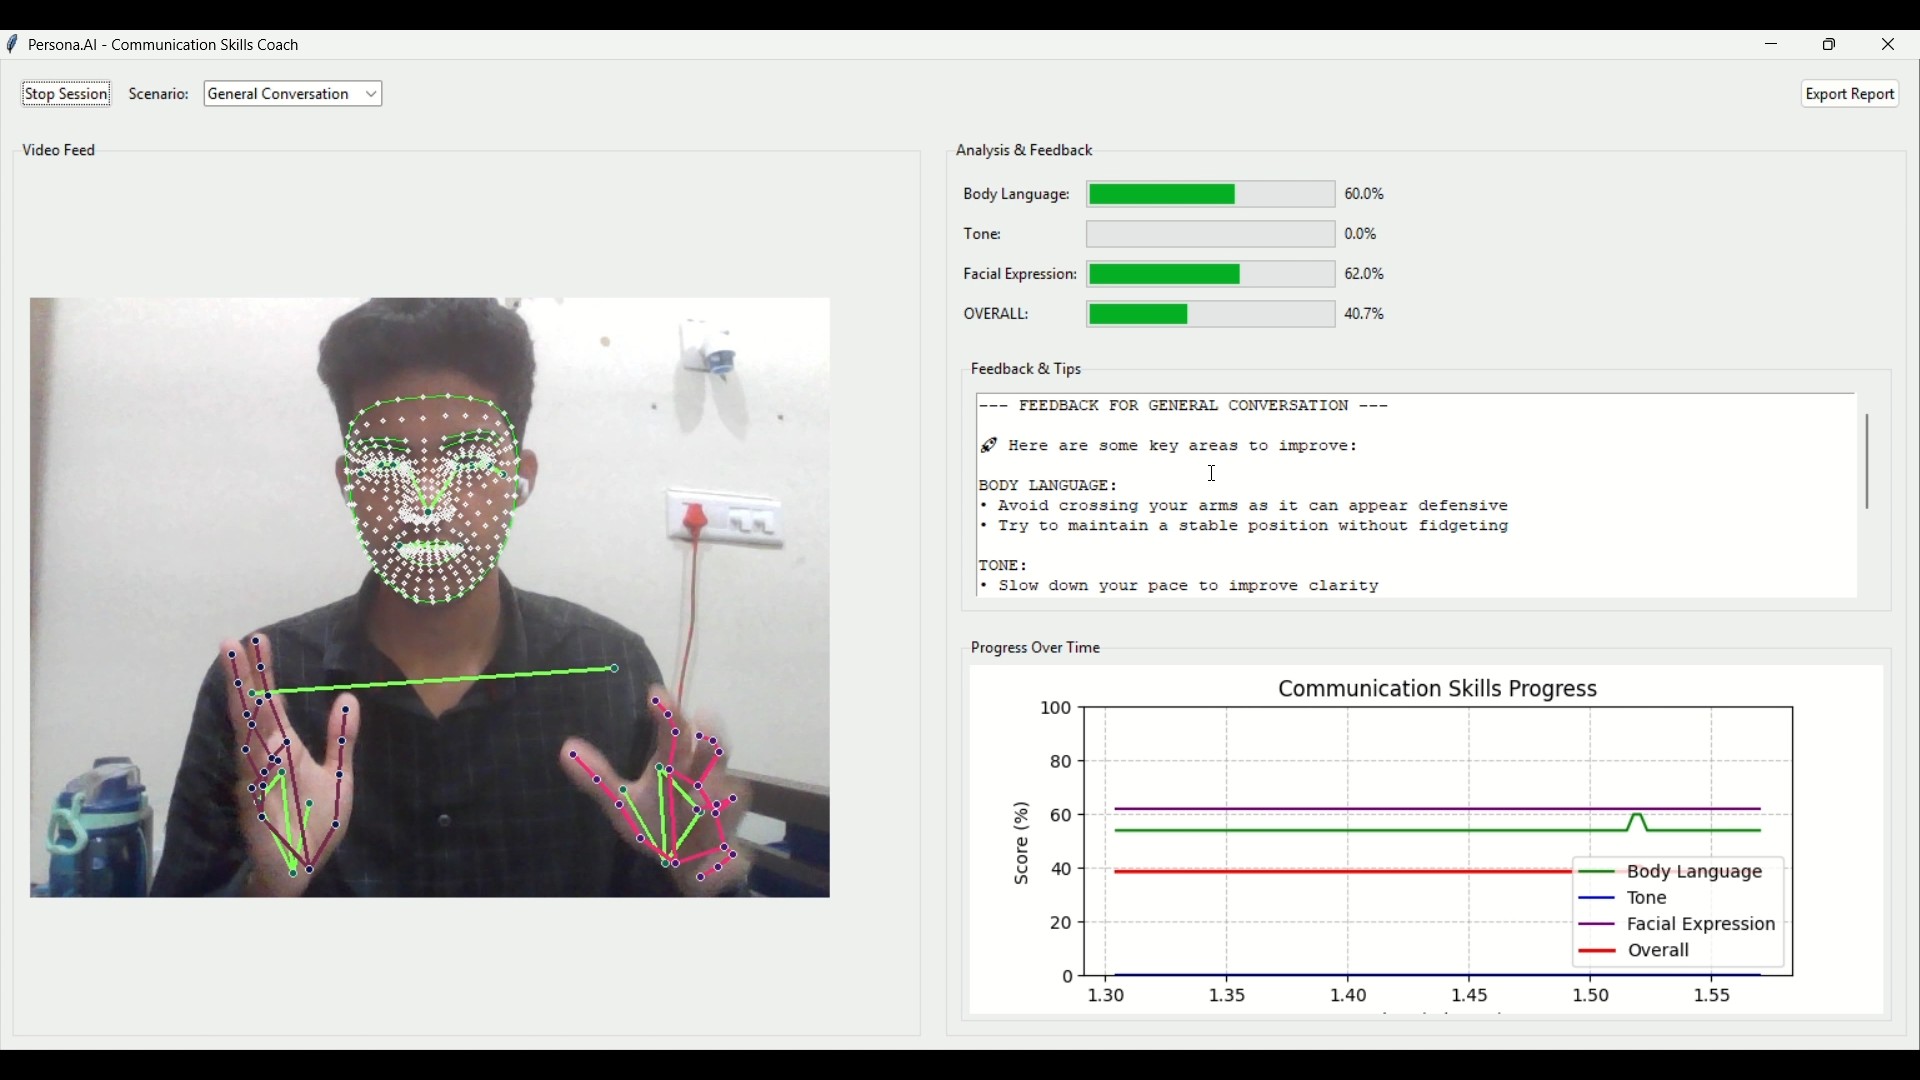 Persona.AI - Communication Skills Coach
Stop Session Scenario: General Conversation Export Report
Video Feed
Analysis & Feedback
Body Language: 60.0%
Tone: 0.0%
Facial Expression: 62.0%
OVERALL: 40.7%
Feedback & Tips
--- FEEDBACK FOR GENERAL CONVERSATION ---
🚀 Here are some key areas to improve:
BODY LANGUAGE:
• Avoid crossing your arms as it can appear defensive
• Try to maintain a stable position without fidgeting
TONE:
• Slow down your pace to improve clarity
Progress Over Time
Communication Skills Progress
Score (%)
100
80
60
40
20
0
1.30 1.35 1.40 1.45 1.50 1.55
Body Language
Tone
Facial Expression
Overall